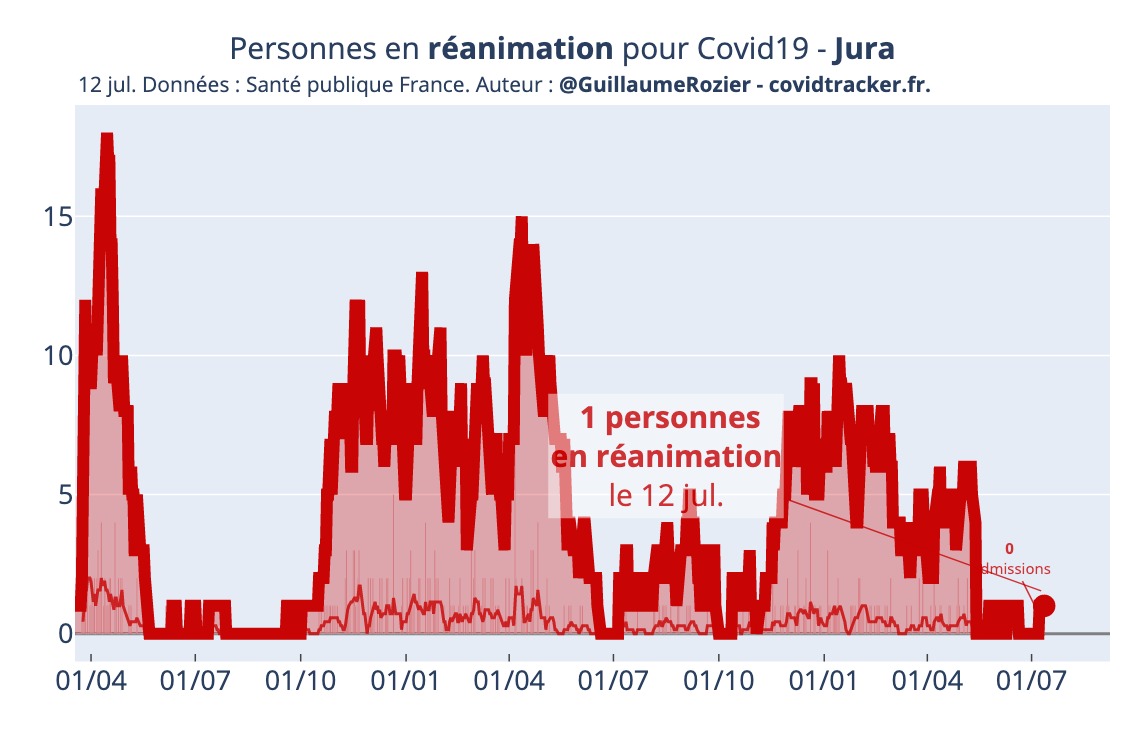 Personnes en réanimation pour Covid19 - Jura
12 jul. Données : Santé publique France. Auteur : @GuillaumeRozier - covidtracker.fr.
15
10
5
0
1 personnes
en réanimation
le 12 jul.
0
admissions
01/04 01/07 01/10 01/01 01/04 01/07 01/10 01/01 01/04 01/07